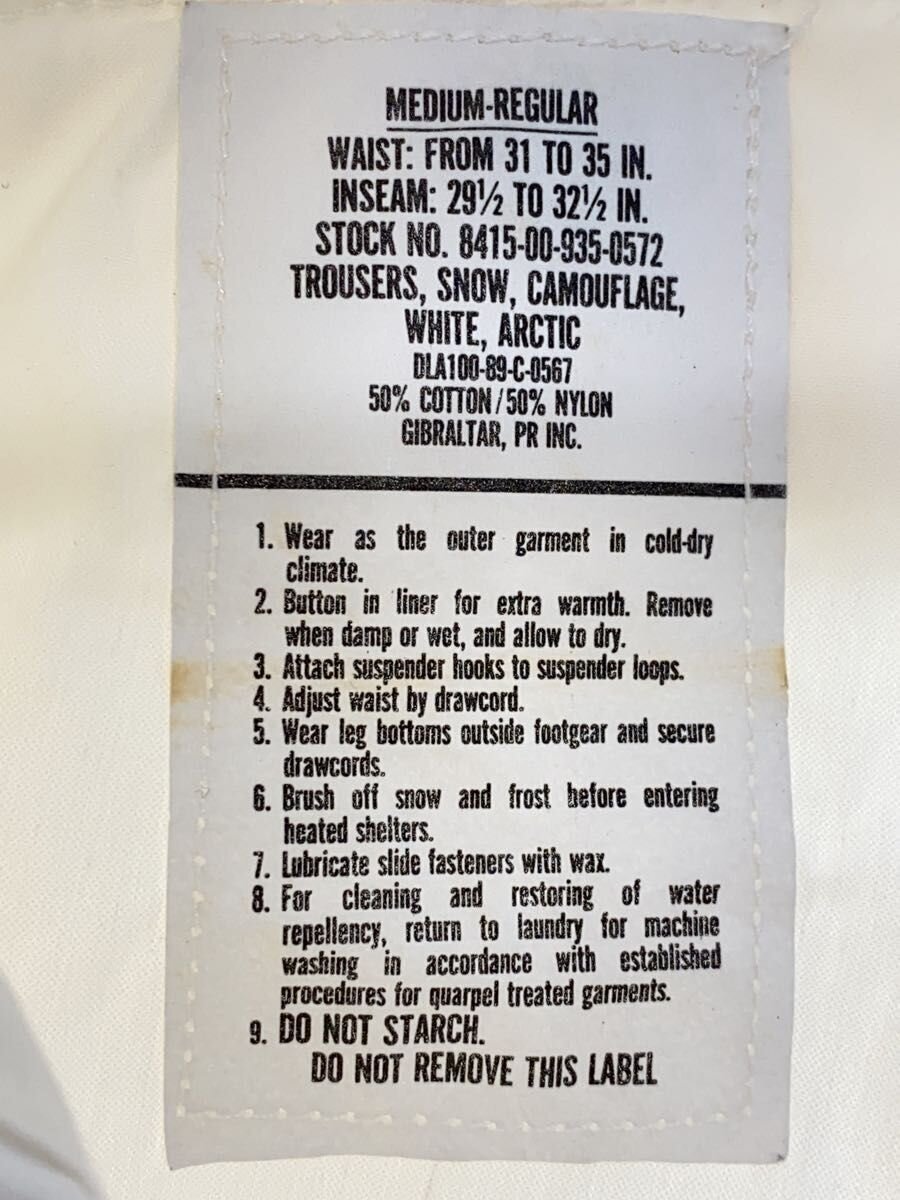 MEDIUM-REGULAR
WAIST: FROM 31 TO 35 IN.
INSEAM: 29½ TO 32½ IN.
STOCK NO. 8415-00-935-0572
TROUSERS, SNOW, CAMOUFLAGE,
WHITE, ARCTIC
DLA100-89-C-0567
50% COTTON/50% NYLON
GIBRALTAR, PR INC.
1. Wear as the outer garment in cold-dry
climate.
2. Button in liner for extra warmth. Remove
when damp or wet, and allow to dry.
3. Attach suspender hooks to suspender loops.
4. Adjust waist by drawcord.
5. Wear leg bottoms outside footgear and secure
drawcords.
6. Brush off snow and frost before entering
heated shelters.
7. Lubricate slide fasteners with wax.
8. For cleaning and restoring of water
repellency, return to laundry for machine
washing in accordance with established
procedures for quarpel treated garments.
9. DO NOT STARCH.
DO NOT REMOVE THIS LABEL